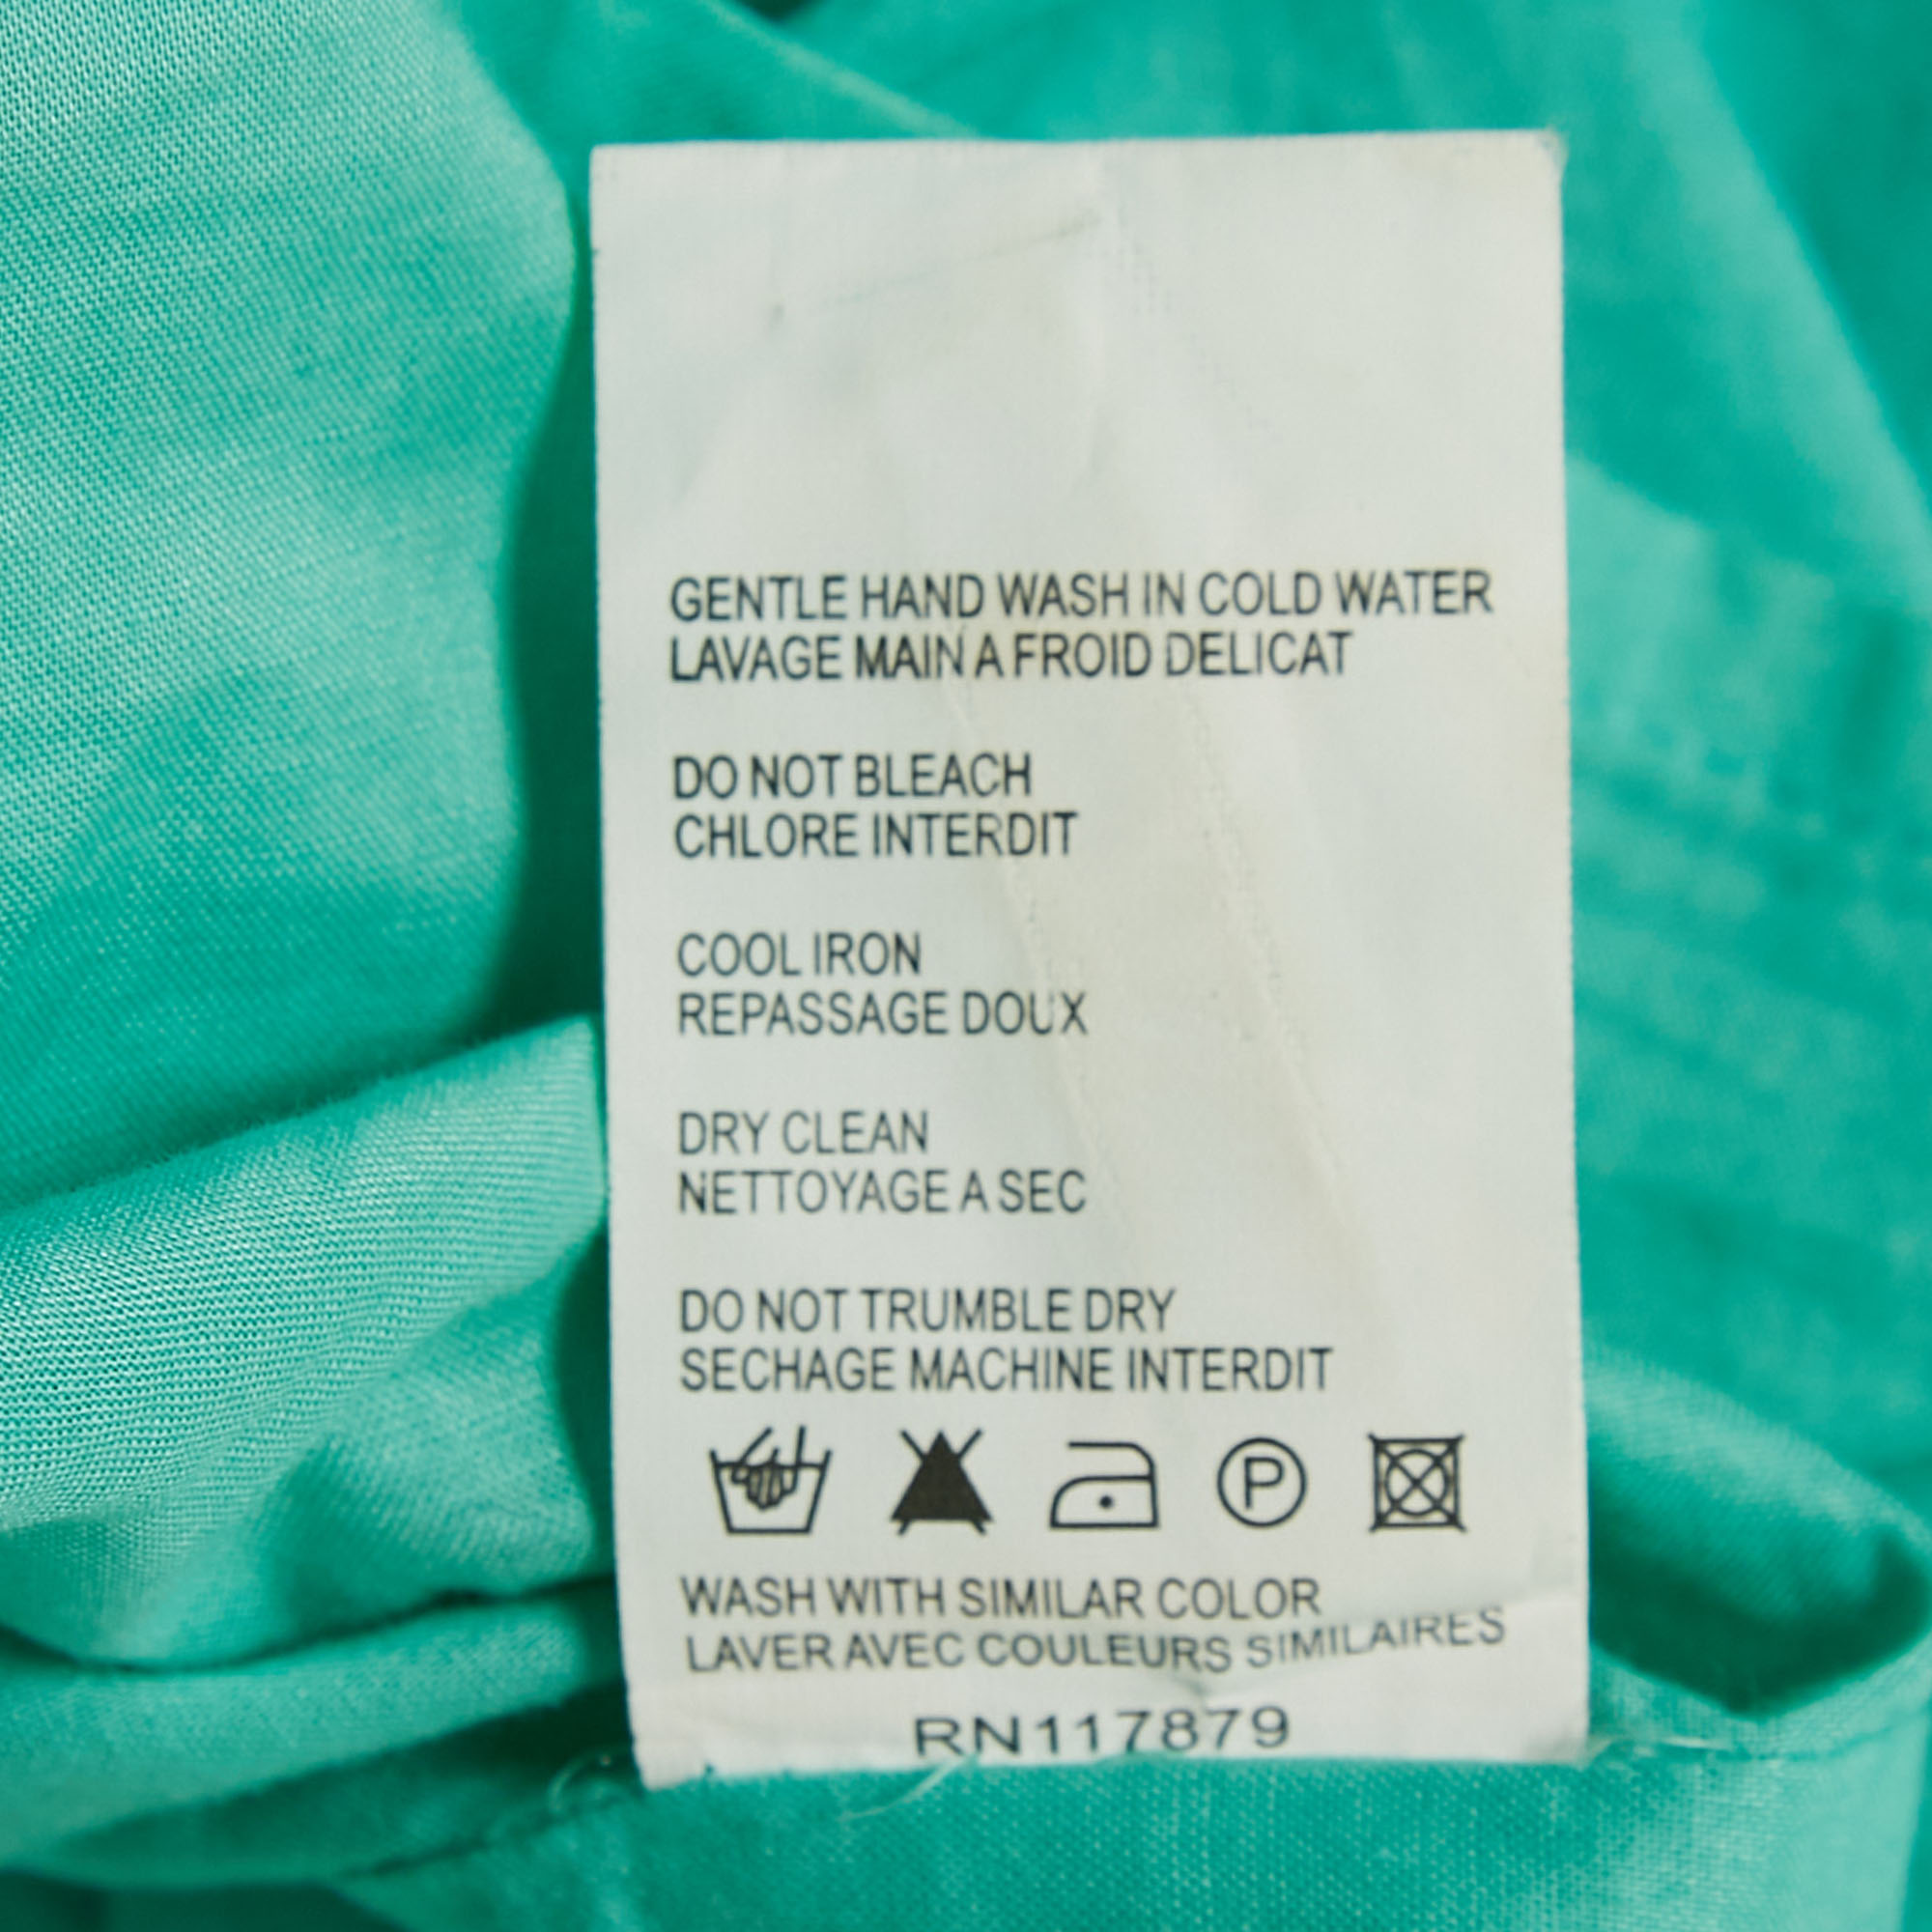 GENTLE HAND WASH IN COLD WATER
LAVAGE MAIN A FROID DELICAT
DO NOT BLEACH
CHLORE INTERDIT
COOL IRON
REPASSAGE DOUX
DRY CLEAN
NETTOYAGE A SEC
DO NOT TRUMBLE DRY
SECHAGE MACHINE INTERDIT
P
WASH WITH SIMILAR COLOR
LAVER AVEC COULEURS SIMILAIRES
RN117879